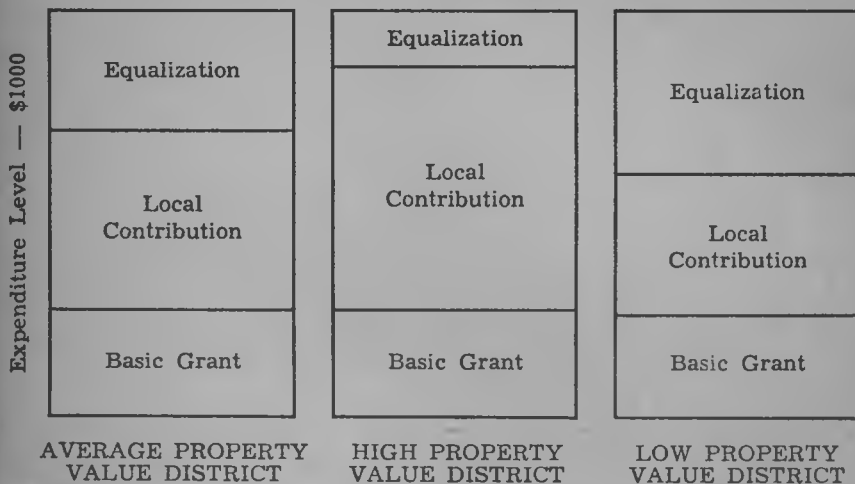 Expenditure Level — $1000
Equalization
Local
Contribution
Basic Grant
AVERAGE PROPERTY
VALUE DISTRICT
Equalization
Local
Contribution
Basic Grant
HIGH PROPERTY
VALUE DISTRICT
Equalization
Local
Contribution
Basic Grant
LOW PROPERTY
VALUE DISTRICT